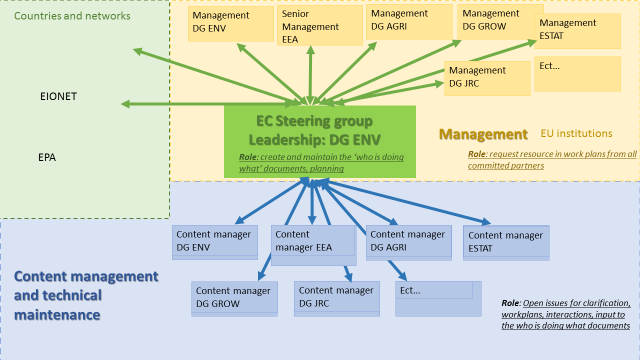 Countries and networks
EIONET
EPA
Management
DG ENV
Senior
Management
EEA
Management
DG AGRI
Management
DG GROW
Management
ESTAT
Management
DG JRC
Ect...
EC Steering group
Leadership: DG ENV
Role: create and maintain the ‘who is doing
what’ documents, planning
Management EU institutions
Role: request resource in work plans from all
committed partners
Content management
and technical
maintenance
Content manager
DG ENV
Content
manager EEA
Content manager
DG AGRI
Content manager
ESTAT
Content manager
DG GROW
Content manager
DG JRC
Ect...
Role: Open issues for clarification,
workplans, interactions, input to
the who is doing what documents